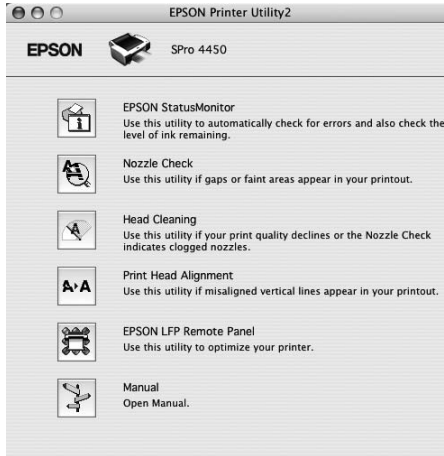 EPSON Printer Utility2
EPSON
SPro 4450
EPSON StatusMonitor
Use this utility to automatically check for errors and also check the
level of ink remaining.
Nozzle Check
Use this utility if gaps or faint areas appear in your printout.
Head Cleaning
Use this utility if your print quality declines or the Nozzle Check
indicates clogged nozzles.
A›A
Print Head Alignment
Use this utility if misaligned vertical lines appear in your printout.
EPSON LFP Remote Panel
Use this utility to optimize your printer.
Manual
Open Manual.